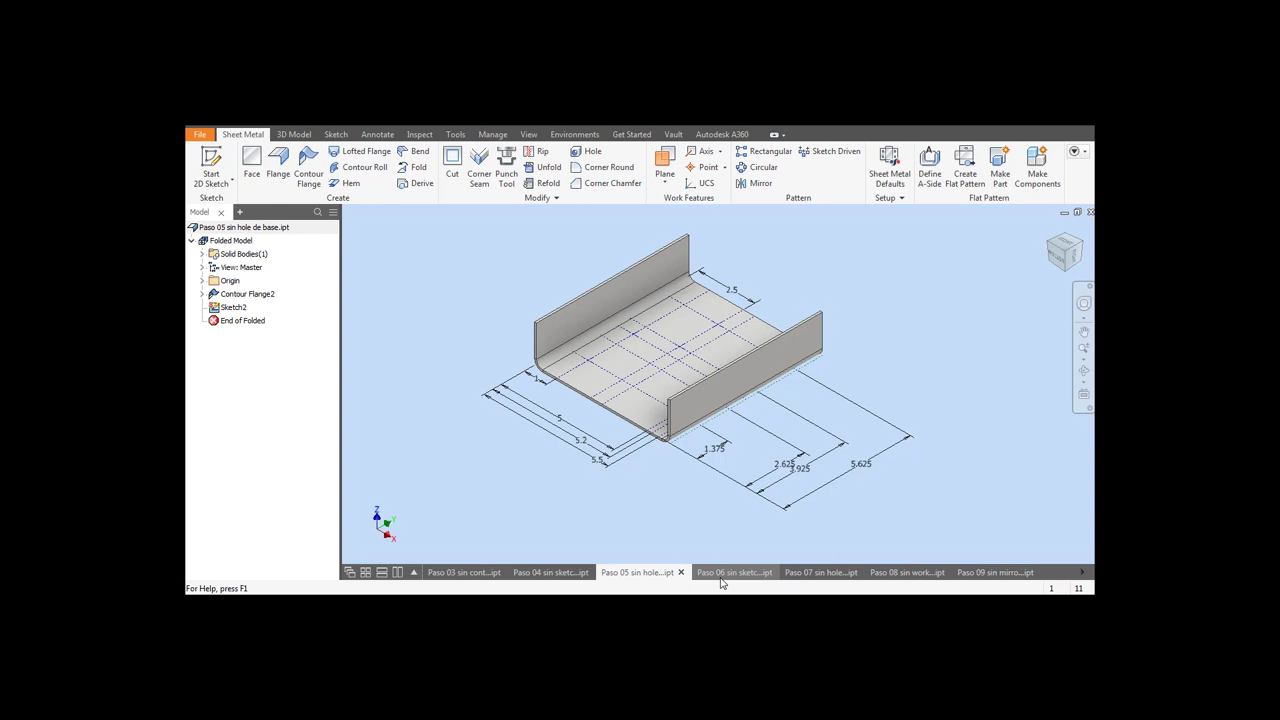 File Sheet Metal 3D Model Sketch Annotate Inspect Tools Manage View Environments Get Started Vault Autodesk A360
Start 2D Sketch
Face
Flange
Contour Flange
Lofted Flange
Contour Roll
Hem
Bend
Fold
Derive
Cut
Corner Seam
Punch Tool
Rip
Unfold
Refold
Hole
Corner Round
Corner Chamfer
Plane
Axis
Point
UCS
Rectangular
Circular
Mirror
Sketch Driven
Sheet Metal Defaults
Define A-Side
Create Flat Pattern
Make Part
Make Components
Sketch Create Modify Work Features Pattern Setup Flat Pattern
Model
Paso 05 sin hole de base.ipt
Folded Model
Solid Bodies(1)
View: Master
Origin
Contour Flange2
Sketch2
End of Folded
FRONT
2.5
1
5
5.2
5.5
1.375
2.625
3.925
5.625
Z
Y
X
Paso 03 sin cont...ipt Paso 04 sin sketc...ipt Paso 05 sin hole...ipt Paso 06 sin sketc...ipt Paso 07 sin hole...ipt Paso 08 sin work...ipt Paso 09 sin mirro...ipt
For Help, press F1
1 11